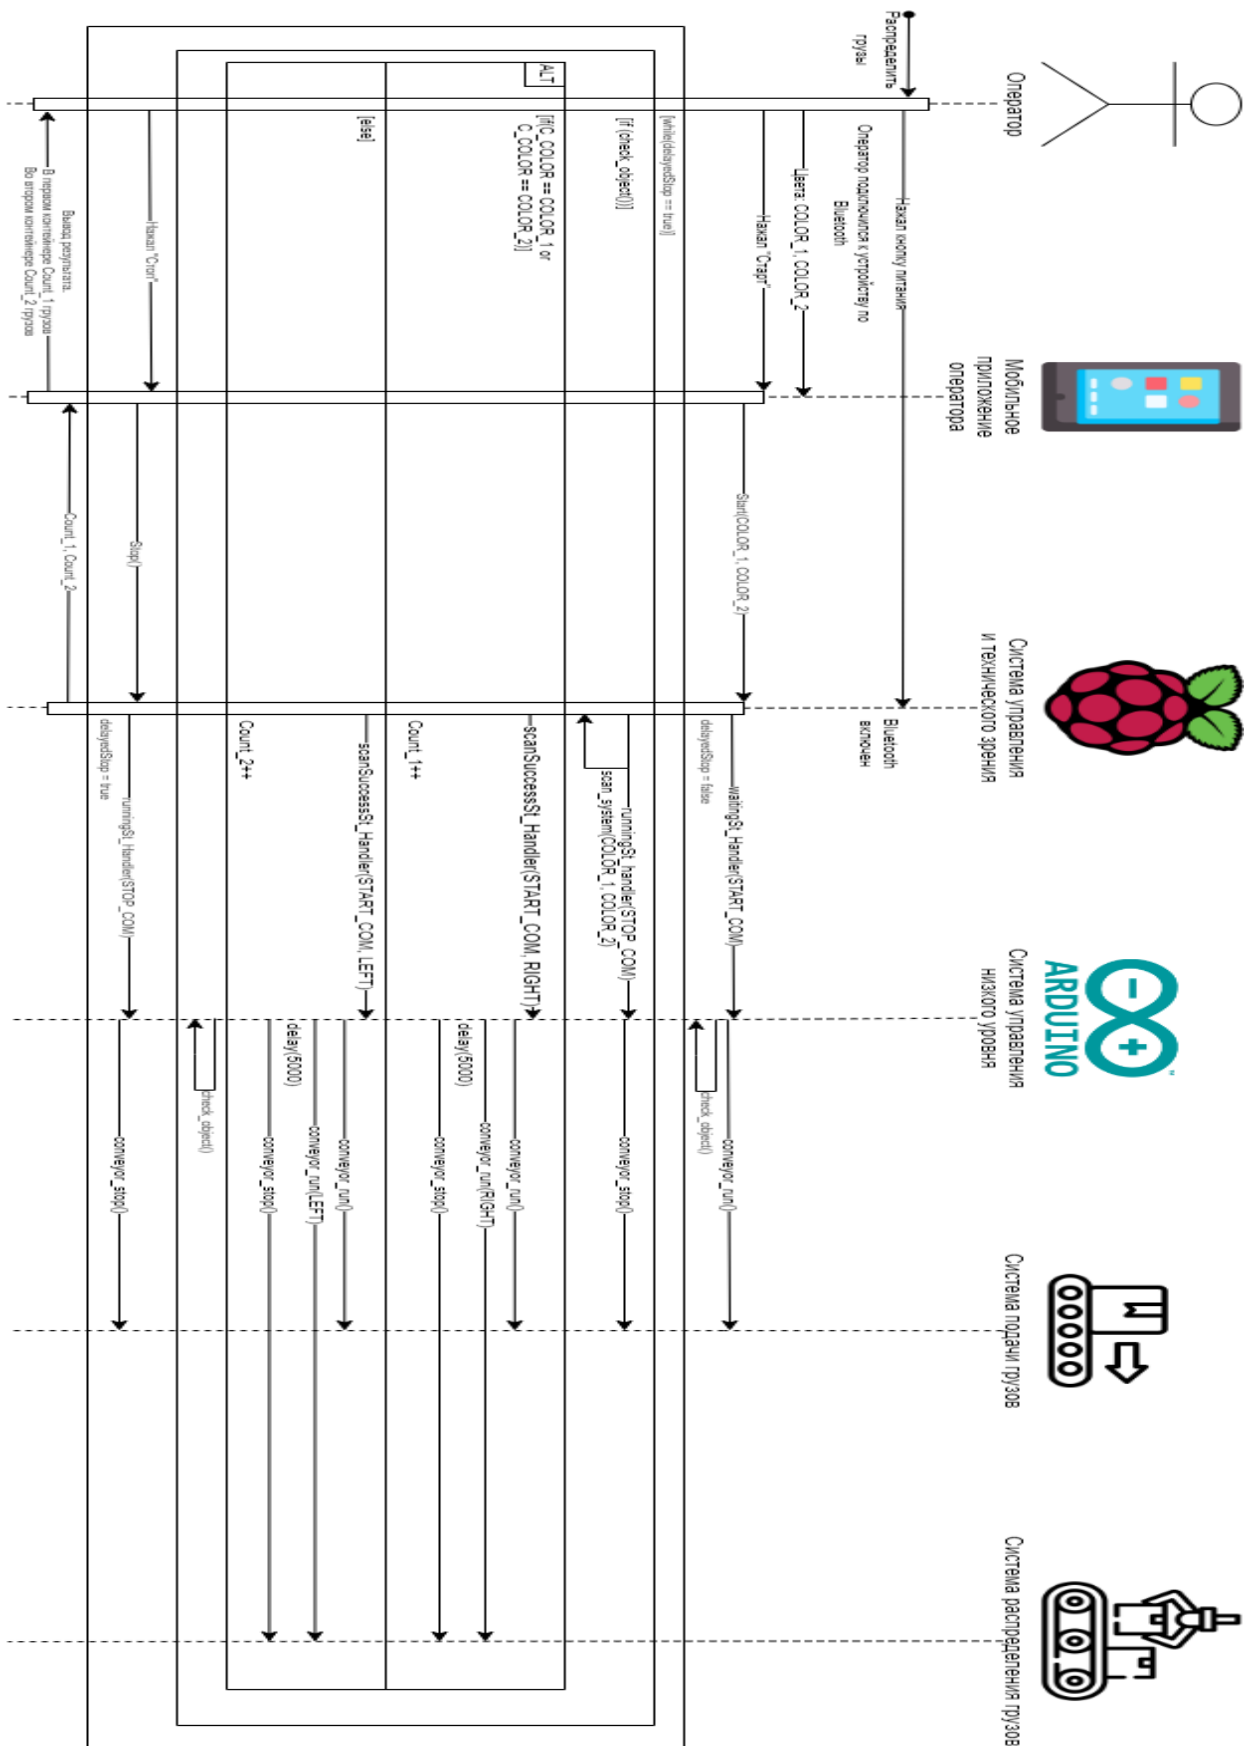 Распределить
грузы
Оператор
Мобильное
приложение
оператора
Система управления
и технического зрения
ARDUINO
Система управления
низкого уровня
Система подачи грузов
Система распределения грузов
Нажал кнопку питания
Bluetooth
включен
Оператор подключился к устройству по
Bluetooth
Цвета: COLOR_1, COLOR_2
Нажал "Старт"
Start(COLOR_1, COLOR_2)
waitingSt_Handler(START_COM)
conveyor_run()
delayedStop = false
check_object()
[while(delayedStop == true)]
[if (check_object())]
runningSt_handler(STOP_COM)
conveyor_stop()
scan_system(COLOR_1, COLOR_2)
ALT
[if(C_COLOR == COLOR_1 or
C_COLOR == COLOR_2)]
scanSuccessSt_Handler(START_COM, RIGHT)
conveyor_run()
conveyor_run(RIGHT)
delay(5000)
conveyor_stop()
Count_1++
[else]
scanSuccessSt_Handler(START_COM, LEFT)
conveyor_run()
conveyor_run(LEFT)
delay(5000)
conveyor_stop()
Count_2++
check_object()
Нажал "Стоп"
Stop()
runningSt_Handler(STOP_COM)
conveyor_stop()
delayedStop = true
Count_1, Count_2
Вывод результата.
В первом контейнере Count_1 грузов
Во втором контейнере Count_2 грузов